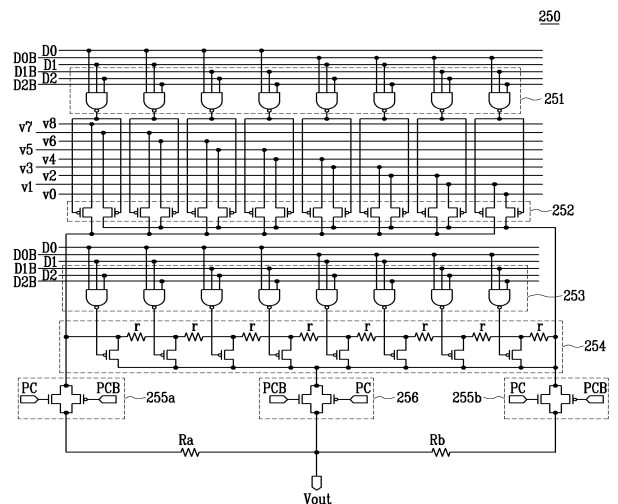 250
D0
D0B
D1
D1B
D2
D2B
251
v8
v7
v6
v5
v4
v3
v2
v1
v0
252
D0
D0B
D1
D1B
D2
D2B
253
r r r r r r r r
254
PC PCB 255a PCB PC 256 255b PC PCB
Ra Rb
Vout